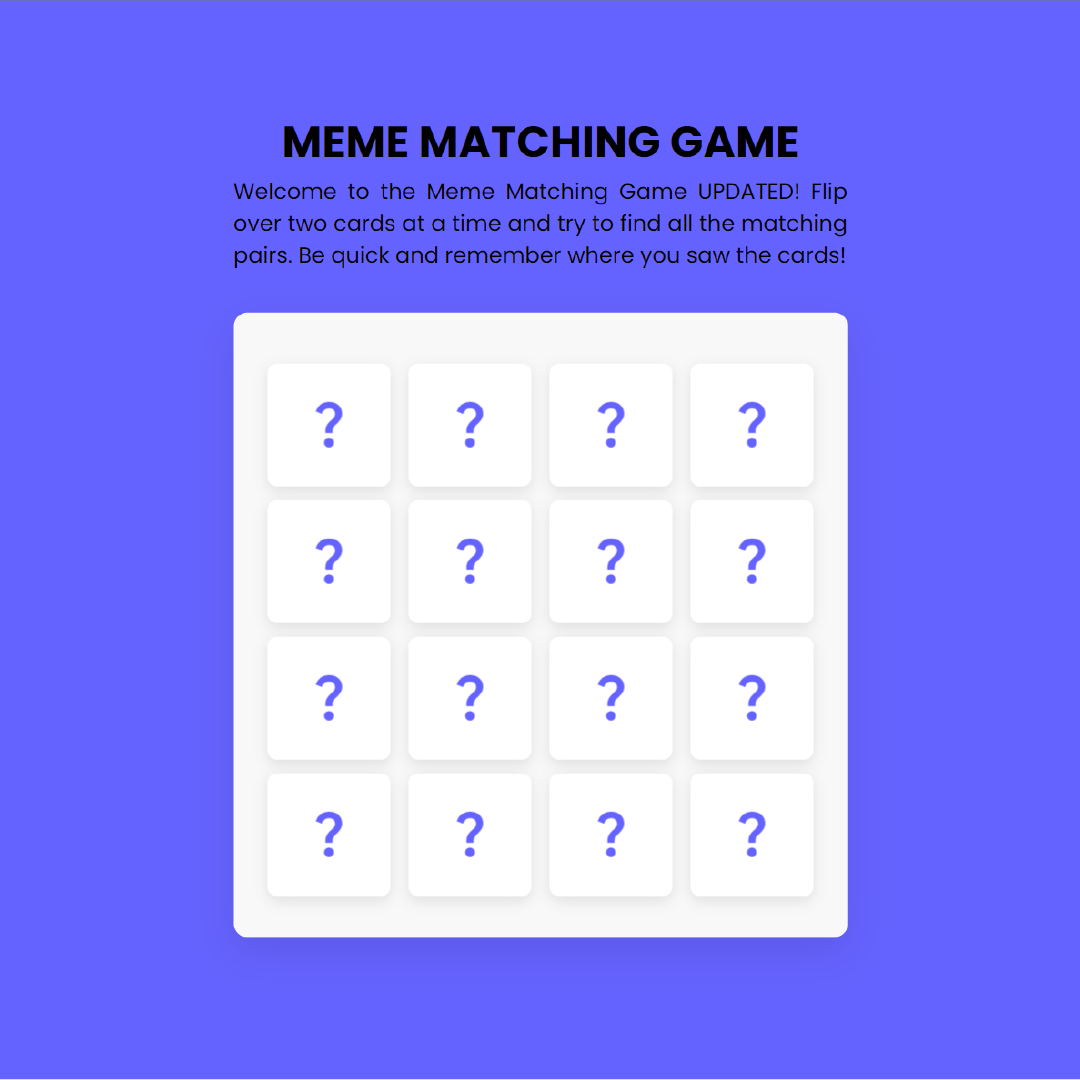 MEME MATCHING GAME
Welcome to the Meme Matching Game UPDATED! Flip
over two cards at a time and try to find all the matching
pairs. Be quick and remember where you saw the cards!
? ? ? ?
? ? ? ?
? ? ? ?
? ? ? ?